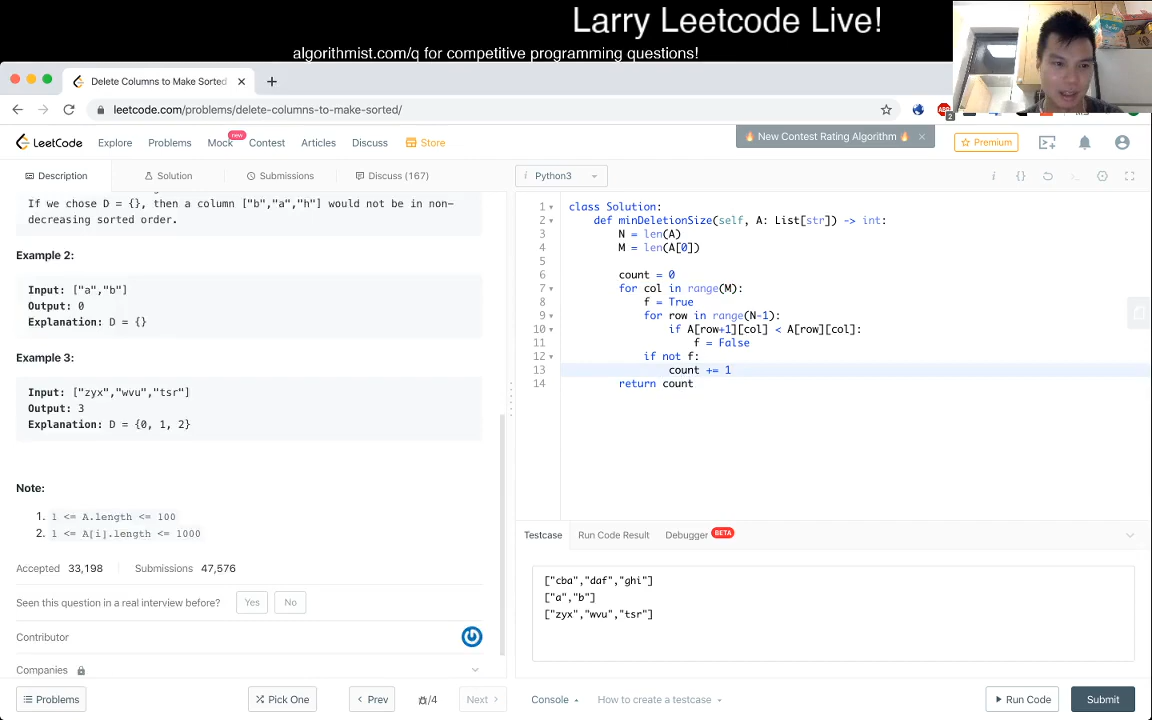 Larry Leetcode Live!
algorithmist.com/q for competitive programming questions!
Delete Columns to Make Sorted
leetcode.com/problems/delete-columns-to-make-sorted/
2
LeetCode
Explore
Problems
Mock
new
Contest
Articles
Discuss
Store
🔥 New Contest Rating Algorithm 🔥
Premium
Description
Solution
Submissions
Discuss (167)
Python3
If we chose D = {}, then a column ["b","a","h"] would not be in non-
decreasing sorted order.
Example 2:
Input: ["a","b"]
Output: 0
Explanation: D = {}
Example 3:
Input: ["zyx","wvu","tsr"]
Output: 3
Explanation: D = {0, 1, 2}
Note:
1. 1 <= A.length <= 100
2. 1 <= A[i].length <= 1000
Accepted 33,198 Submissions 47,576
Seen this question in a real interview before? Yes No
Contributor
Companies
Problems
Pick One
Prev
/4
Next
1 class Solution:
2 def minDeletionSize(self, A: List[str]) -> int:
3 N = len(A)
4 M = len(A[0])
5
6 count = 0
7 for col in range(M):
8 f = True
9 for row in range(N-1):
10 if A[row+1][col] < A[row][col]:
11 f = False
12 if not f:
13 count += 1
14 return count
Testcase
Run Code Result
Debugger BETA
["cba","daf","ghi"]
["a","b"]
["zyx","wvu","tsr"]
Console
How to create a testcase
Run Code
Submit